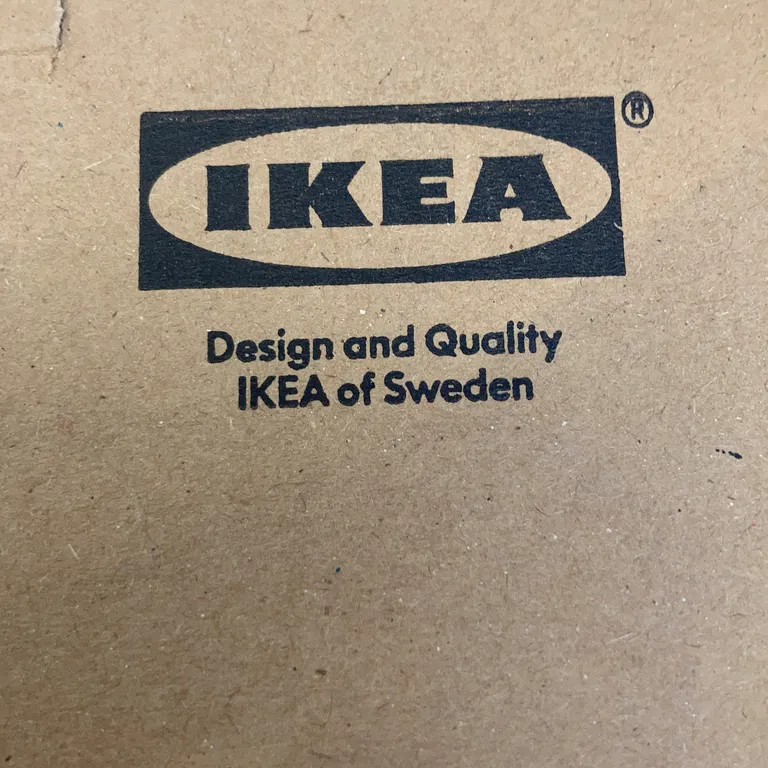 IKEA®
Design and Quality
IKEA of Sweden